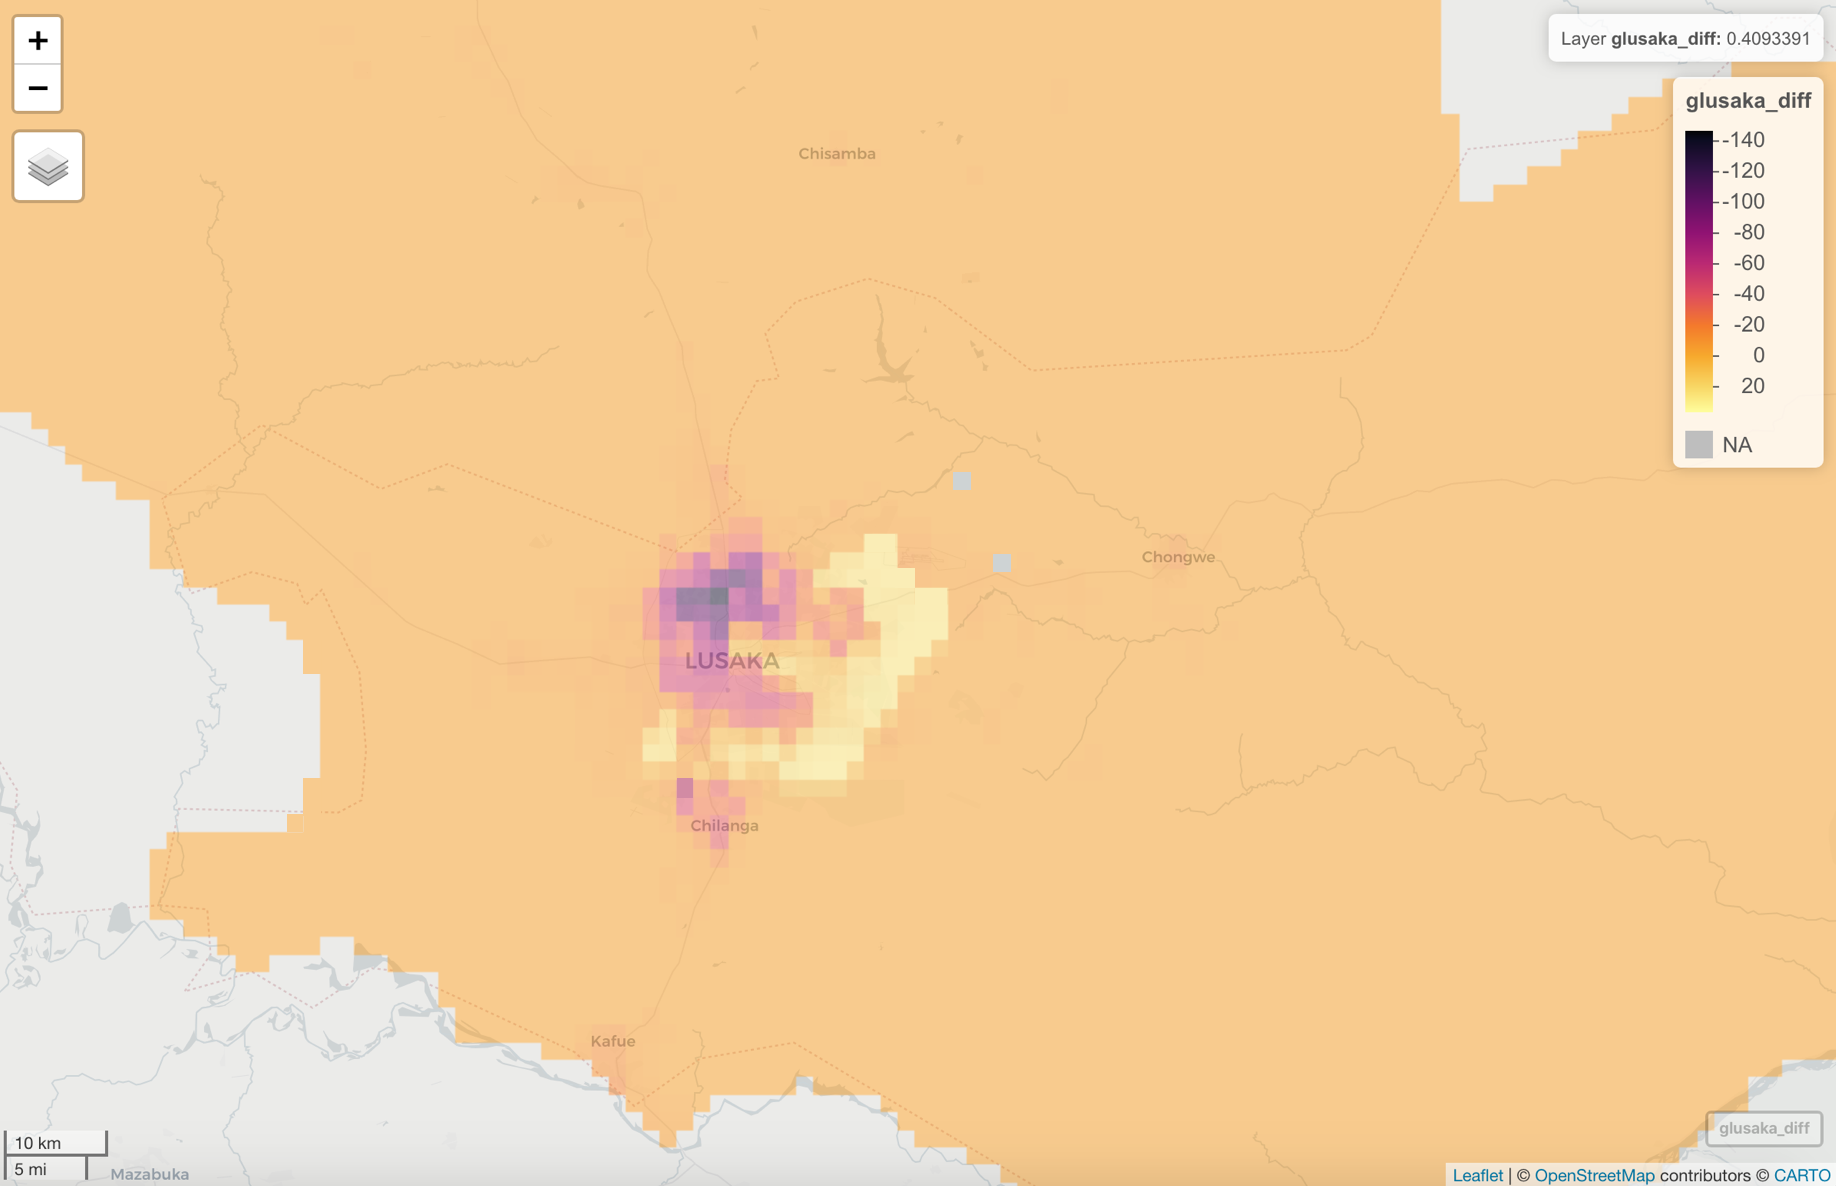 +
−
Layer glusaka_diff: 0.4093391
glusaka_diff
-140
-120
-100
-80
-60
-40
-20
0
20
NA
Chisamba
Chongwe
LUSAKA
Chilanga
Kafue
Mazabuka
10 km
5 mi
glusaka_diff
Leaflet | © OpenStreetMap contributors © CARTO